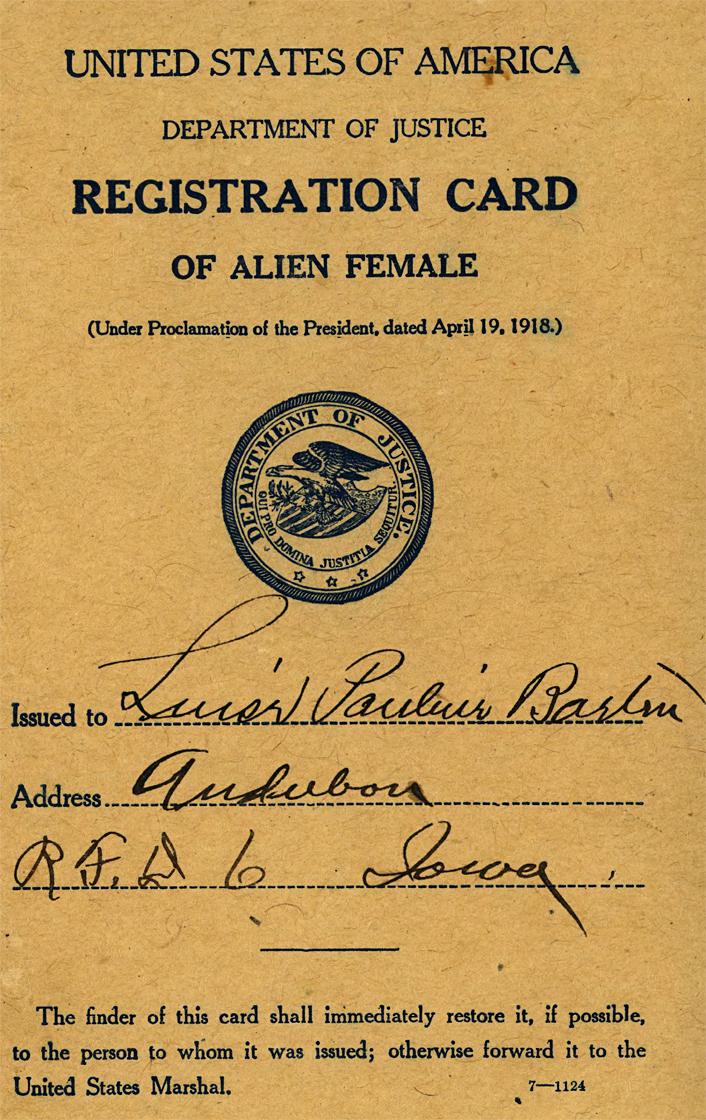 UNITED STATES OF AMERICA
DEPARTMENT OF JUSTICE
REGISTRATION CARD
OF ALIEN FEMALE
(Under Proclamation of the President, dated April 19, 1918.)
DEPARTMENT OF JUSTICE.
QUI PRO DOMINA JUSTITIA SEQUITUR.
Issued to
Address Audubon
R. F. D 6 Iowa
The finder of this card shall immediately restore it, if possible,
to the person to whom it was issued; otherwise forward it to the
United States Marshal. 7—1124